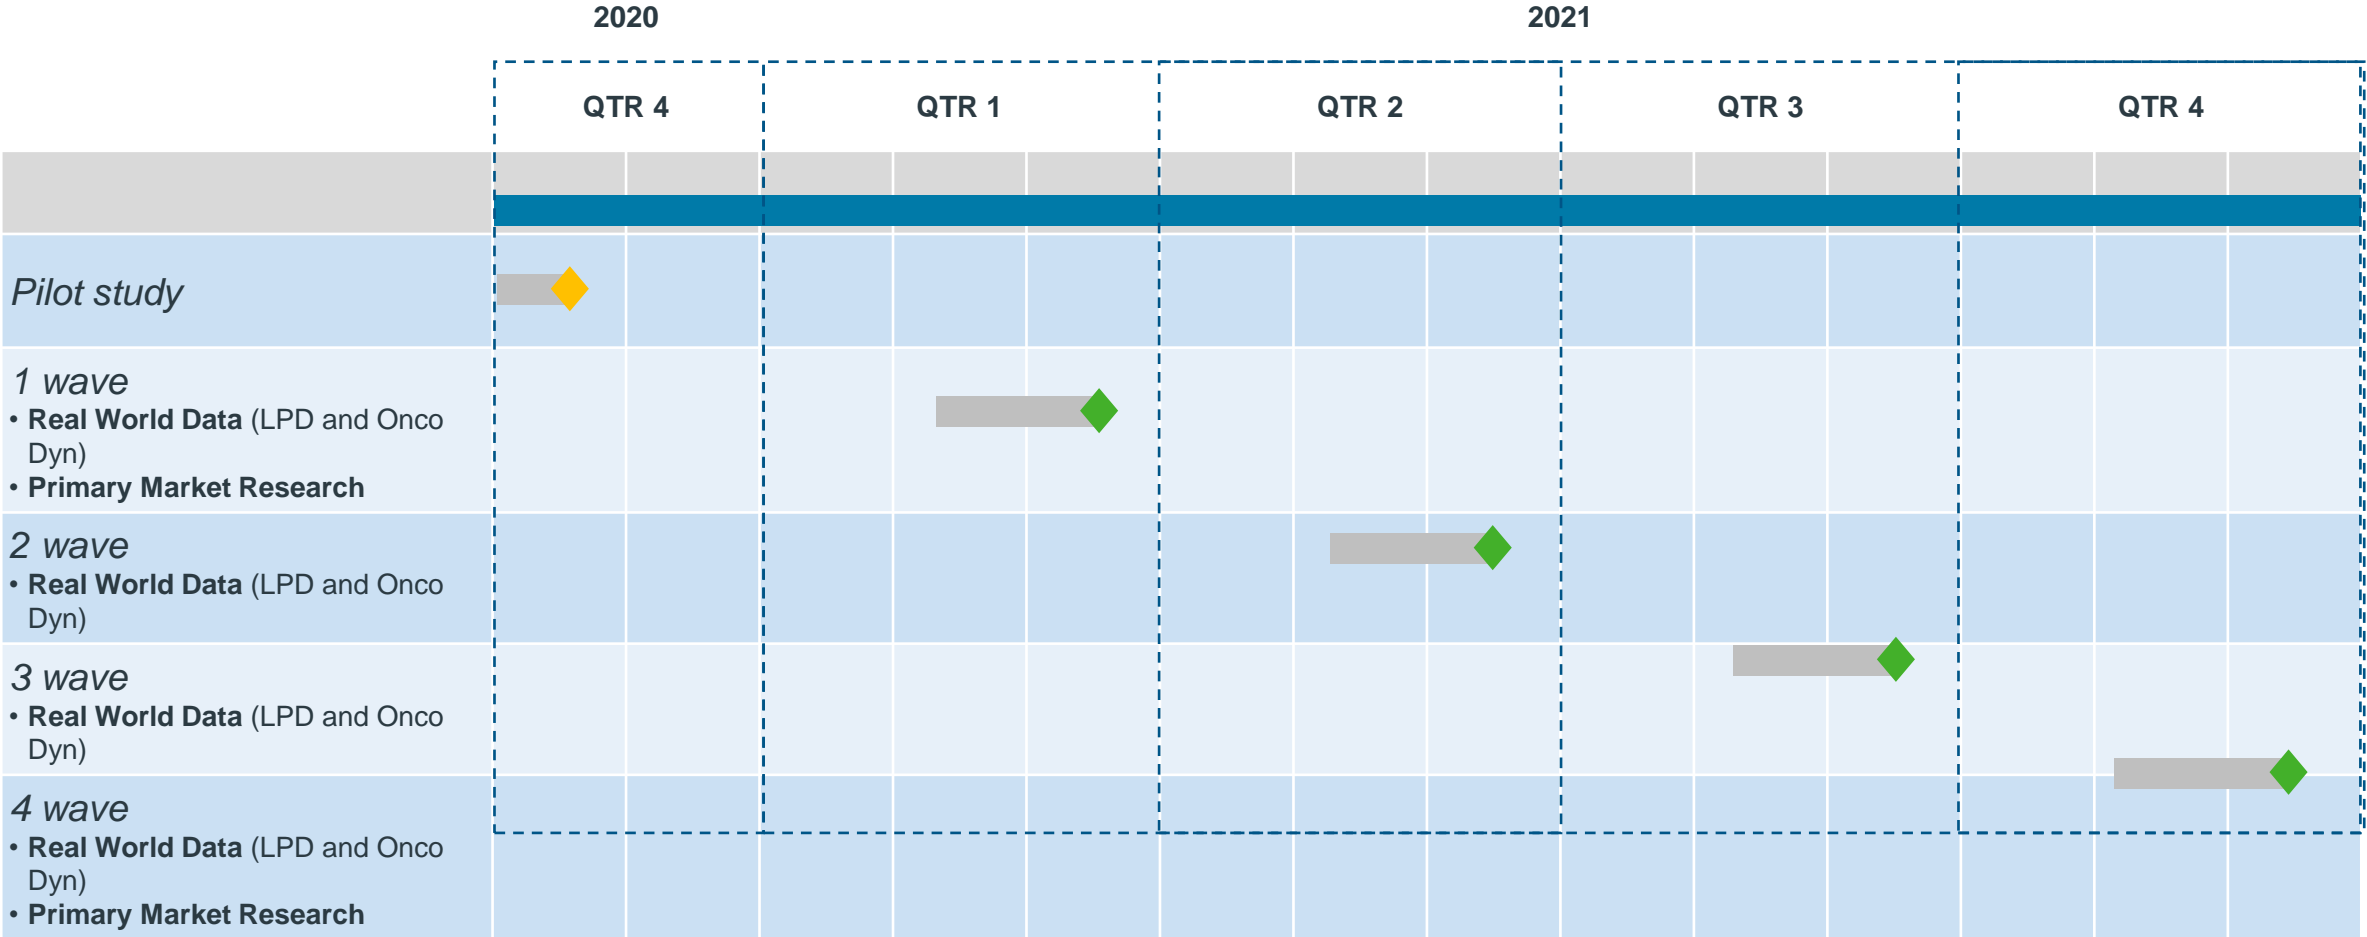 2020
2021
QTR 4
QTR 1
QTR 2
QTR 3
QTR 4
Pilot study
1 wave
• Real World Data (LPD and Onco
Dyn)
• Primary Market Research
2 wave
• Real World Data (LPD and Onco
Dyn)
3 wave
• Real World Data (LPD and Onco
Dyn)
4 wave
• Real World Data (LPD and Onco
Dyn)
• Primary Market Research